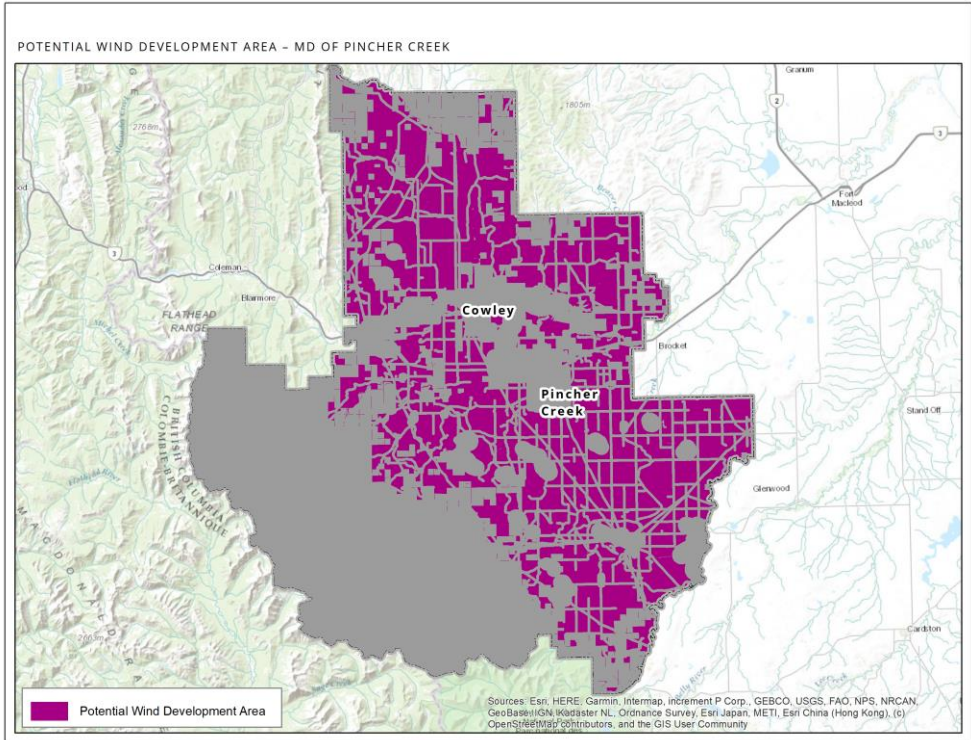 POTENTIAL WIND DEVELOPMENT AREA – MD OF PINCHER CREEK
Granum
2
1805m
2768m
3
Fort
Macleod
3
Coleman
Blairmore
FLATHEAD
RANGE
Cowley
Brocket
Pincher
Creek
Stand Off
BRITISH COLUMBIA
COLOMBIE-BRITANNIQUE
Glenwood
Cardston
Potential Wind Development Area
Sources: Esri, HERE, Garmin, Intermap, increment P Corp., GEBCO, USGS, FAO, NPS, NRCAN,
GeoBase, IGN, Kadaster NL, Ordnance Survey, Esri Japan, METI, Esri China (Hong Kong), (c)
OpenStreetMap contributors, and the GIS User Community